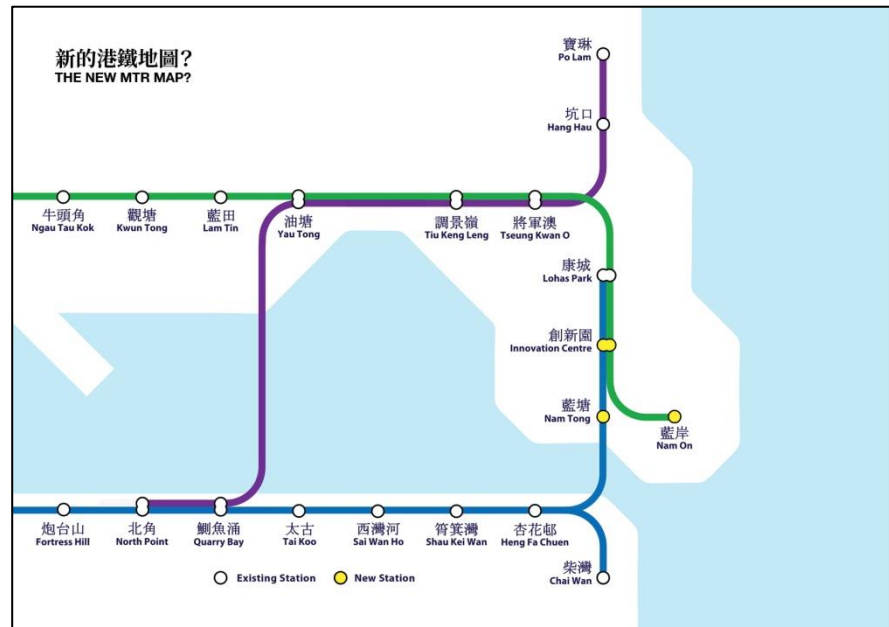 新的港鐵地圖?
THE NEW MTR MAP?
寶琳
Po Lam
坑口
Hang Hau
牛頭角
Ngau Tau Kok
觀塘
Kwun Tong
藍田
Lam Tin
油塘
Yau Tong
調景嶺
Tiu Keng Leng
將軍澳
Tseung Kwan O
康城
Lohas Park
創新園
Innovation Centre
藍塘
Nam Tong
藍岸
Nam On
炮台山
Fortress Hill
北角
North Point
鰂魚涌
Quarry Bay
太古
Tai Koo
西灣河
Sai Wan Ho
筲箕灣
Shau Kei Wan
杏花邨
Heng Fa Chuen
柴灣
Chai Wan
Existing Station
New Station